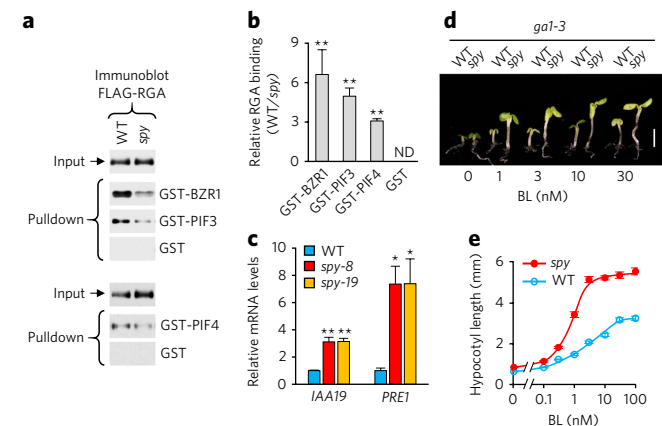 a
Immunoblot
FLAG-RGA
WT spy
Input
GST-BZR1
Pulldown
GST-PIF3
GST
Input
GST-PIF4
Pulldown
GST
b
Relative RGA binding
(WT/spy)
9
6
3
0
** ** ** ND
GST-BZR1 GST-PIF3 GST-PIF4 GST
c
Relative mRNA levels
10
8
6
4
2
0
WT
spy-8
spy-19
** ** * *
IAA19 PRE1
d
ga1-3
WT spy WT spy WT spy WT spy WT spy
0 1 3 10 30
BL (nM)
e
Hypocotyl length (mm)
6
4
2
0
spy
WT
0 0.1 1 10 100
BL (nM)